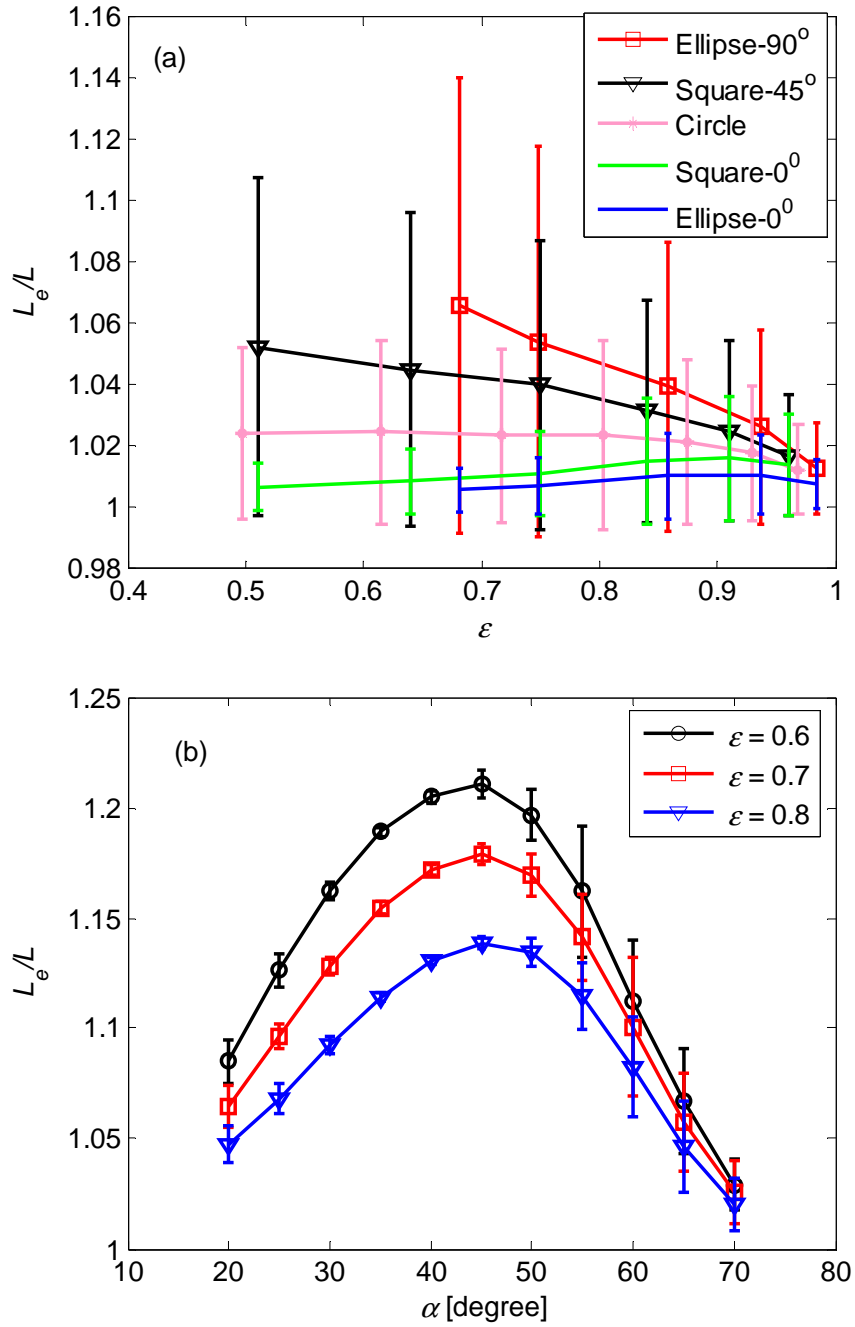 (a)
Ellipse-90°
Square-45°
Circle
Square-0⁰
Ellipse-0⁰
1.16
1.14
1.12
1.1
1.08
1.06
1.04
1.02
1
0.98
Lₑ/L
0.4 0.5 0.6 0.7 0.8 0.9 1
ε
(b)
ε = 0.6
ε = 0.7
ε = 0.8
1.25
1.2
1.15
1.1
1.05
1
Lₑ/L
10 20 30 40 50 60 70 80
α [degree]